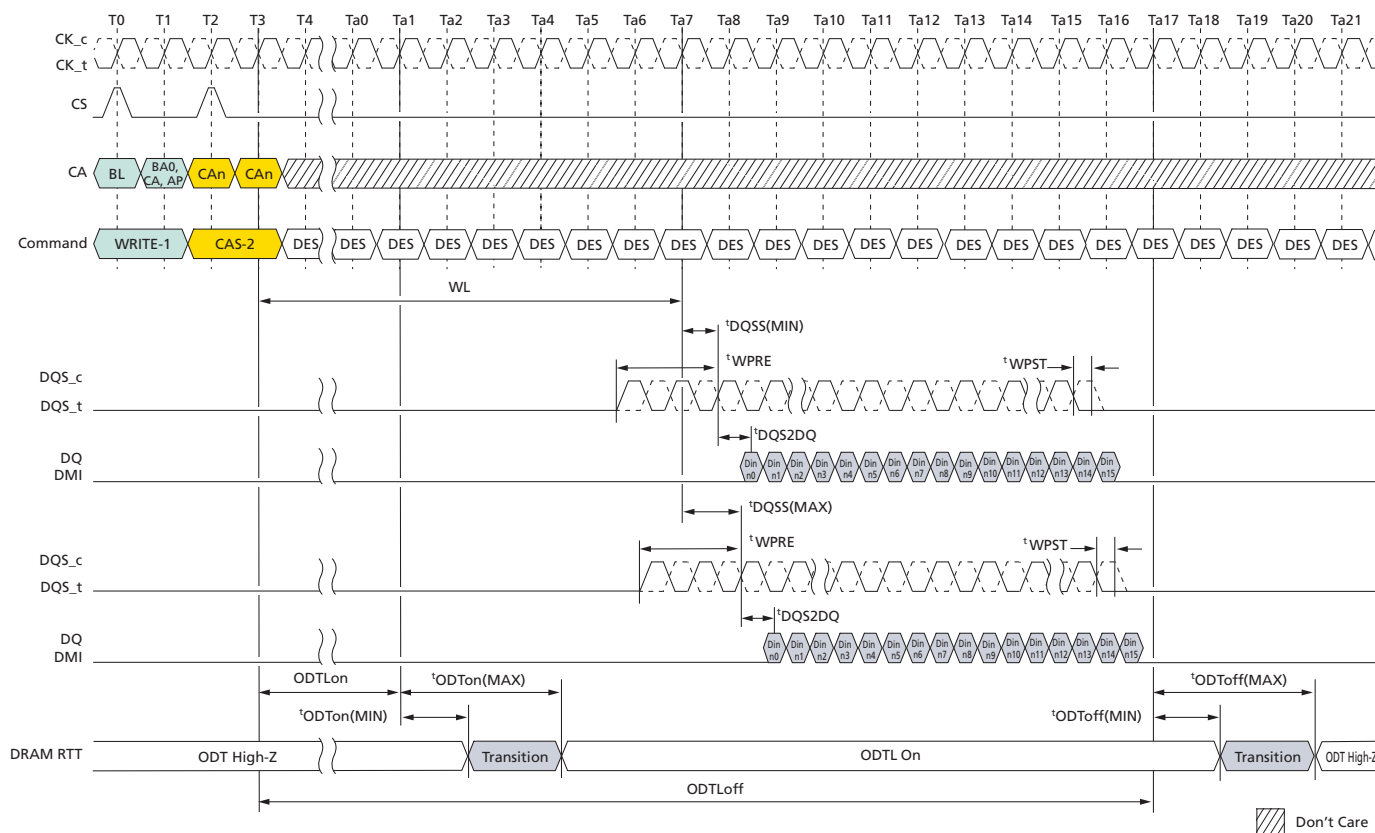 T0 T1 T2 T3 T4 Ta0 Ta1 Ta2 Ta3 Ta4 Ta5 Ta6 Ta7 Ta8 Ta9 Ta10 Ta11 Ta12 Ta13 Ta14 Ta15 Ta16 Ta17 Ta18 Ta19 Ta20 Ta21
CK_c
CK_t
CS
CA BL BA0, CA, AP CAn CAn
Command WRITE-1 CAS-2 DES DES DES DES DES DES DES DES DES DES DES DES DES DES DES DES DES DES DES DES DES DES DES
WL
tDQSS(MIN)
tWPRE tWPST
DQS_c
DQS_t
tDQS2DQ
DQ
DMI
Din n0 Din n1 Din n2 Din n3 Din n4 Din n5 Din n6 Din n7 Din n8 Din n9 Din n10 Din n11 Din n12 Din n13 Din n14 Din n15
tDQSS(MAX)
tWPRE tWPST
DQS_c
DQS_t
tDQS2DQ
DQ
DMI
Din n0 Din n1 Din n2 Din n3 Din n4 Din n5 Din n6 Din n7 Din n8 Din n9 Din n10 Din n11 Din n12 Din n13 Din n14 Din n15
ODTLon tODTon(MAX) tODToff(MAX)
tODTon(MIN) tODToff(MIN)
DRAM RTT ODT High-Z Transition ODTL On Transition ODT High-Z
ODTLoff
Don't Care